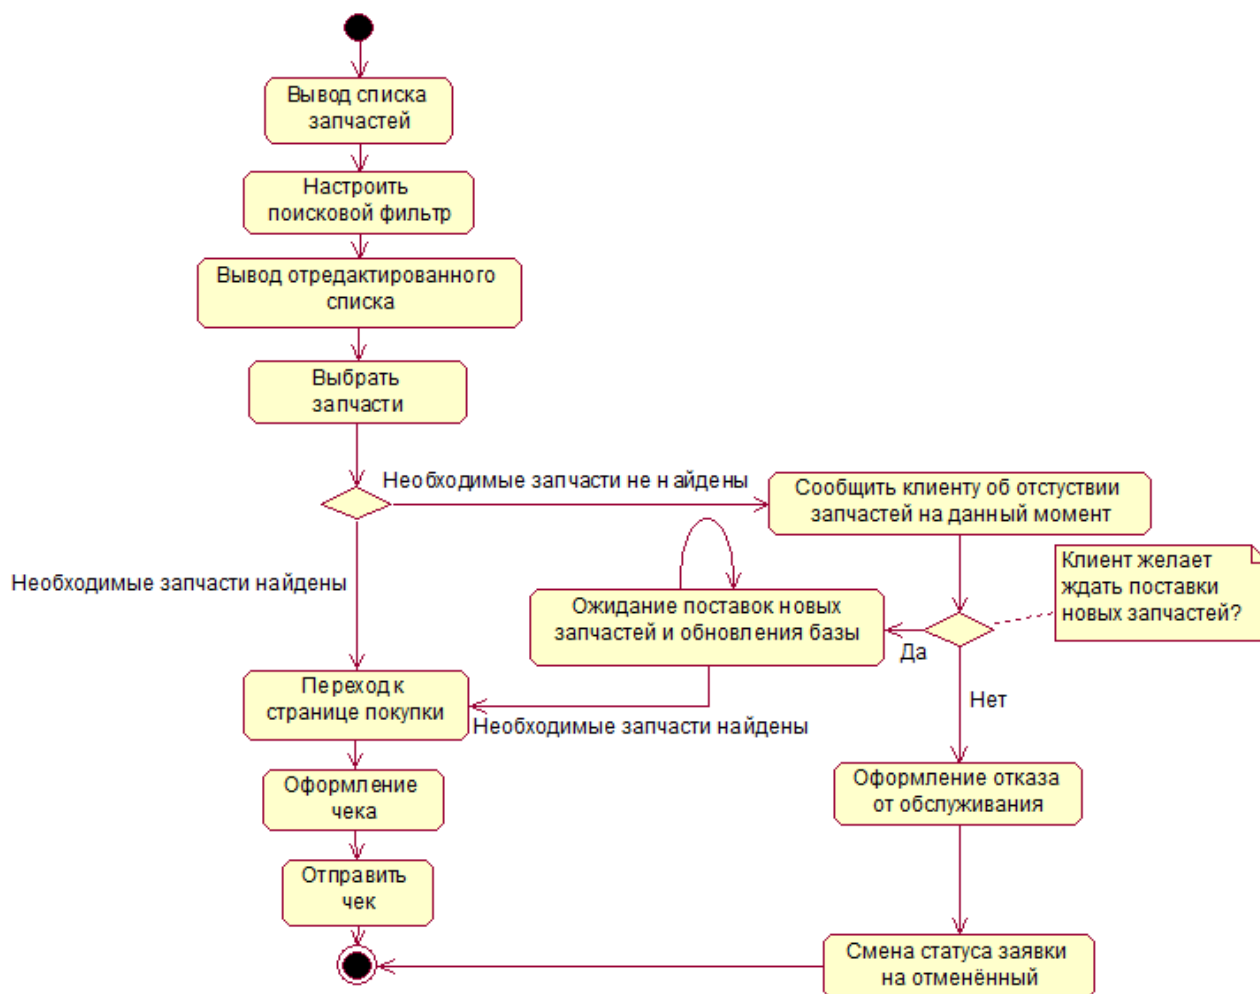 Вывод списка
запчастей
Настроить
поисковой фильтр
Вывод отредактированного
списка
Выбрать
запчасти
Необходимые запчасти не найдены
Сообщить клиенту об отстуствии
запчастей на данный момент
Клиент желает
ждать поставки
новых запчастей?
Необходимые запчасти найдены
Ожидание поставок новых
запчастей и обновления базы
Да
Нет
Переход к
странице покупки
Необходимые запчасти найдены
Оформление
чека
Оформление отказа
от обслуживания
Отправить
чек
Смена статуса заявки
на отменённый